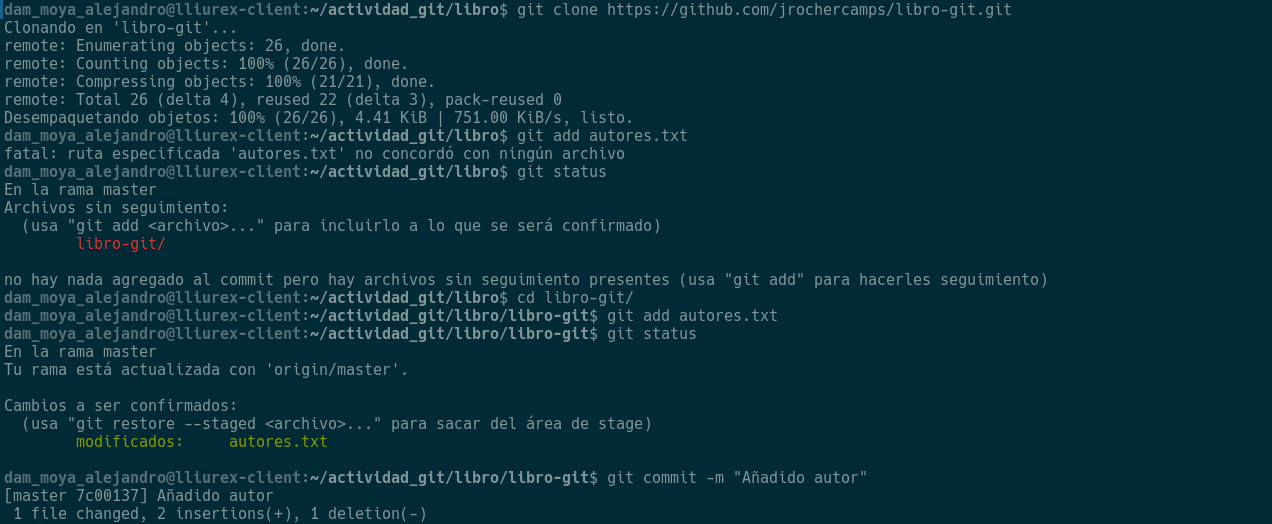 dam_moya_alejandro@lliurex-client:~/actividad_git/libro$ git clone https://github.com/jrochercamps/libro-git.git
Clonando en 'libro-git'...
remote: Enumerating objects: 26, done.
remote: Counting objects: 100% (26/26), done.
remote: Compressing objects: 100% (21/21), done.
remote: Total 26 (delta 4), reused 22 (delta 3), pack-reused 0
Desempaquetando objetos: 100% (26/26), 4.41 KiB | 751.00 KiB/s, listo.
dam_moya_alejandro@lliurex-client:~/actividad_git/libro$ git add autores.txt
fatal: ruta especificada 'autores.txt' no concordó con ningún archivo
dam_moya_alejandro@lliurex-client:~/actividad_git/libro$ git status
En la rama master
Archivos sin seguimiento:
  (usa "git add <archivo>..." para incluirlo a lo que se será confirmado)
        libro-git/

no hay nada agregado al commit pero hay archivos sin seguimiento presentes (usa "git add" para hacerles seguimiento)
dam_moya_alejandro@lliurex-client:~/actividad_git/libro$ cd libro-git/
dam_moya_alejandro@lliurex-client:~/actividad_git/libro/libro-git$ git add autores.txt
dam_moya_alejandro@lliurex-client:~/actividad_git/libro/libro-git$ git status
En la rama master
Tu rama está actualizada con 'origin/master'.

Cambios a ser confirmados:
  (usa "git restore --staged <archivo>..." para sacar del área de stage)
        modificados:     autores.txt

dam_moya_alejandro@lliurex-client:~/actividad_git/libro/libro-git$ git commit -m "Añadido autor"
[master 7c00137] Añadido autor
 1 file changed, 2 insertions(+), 1 deletion(-)